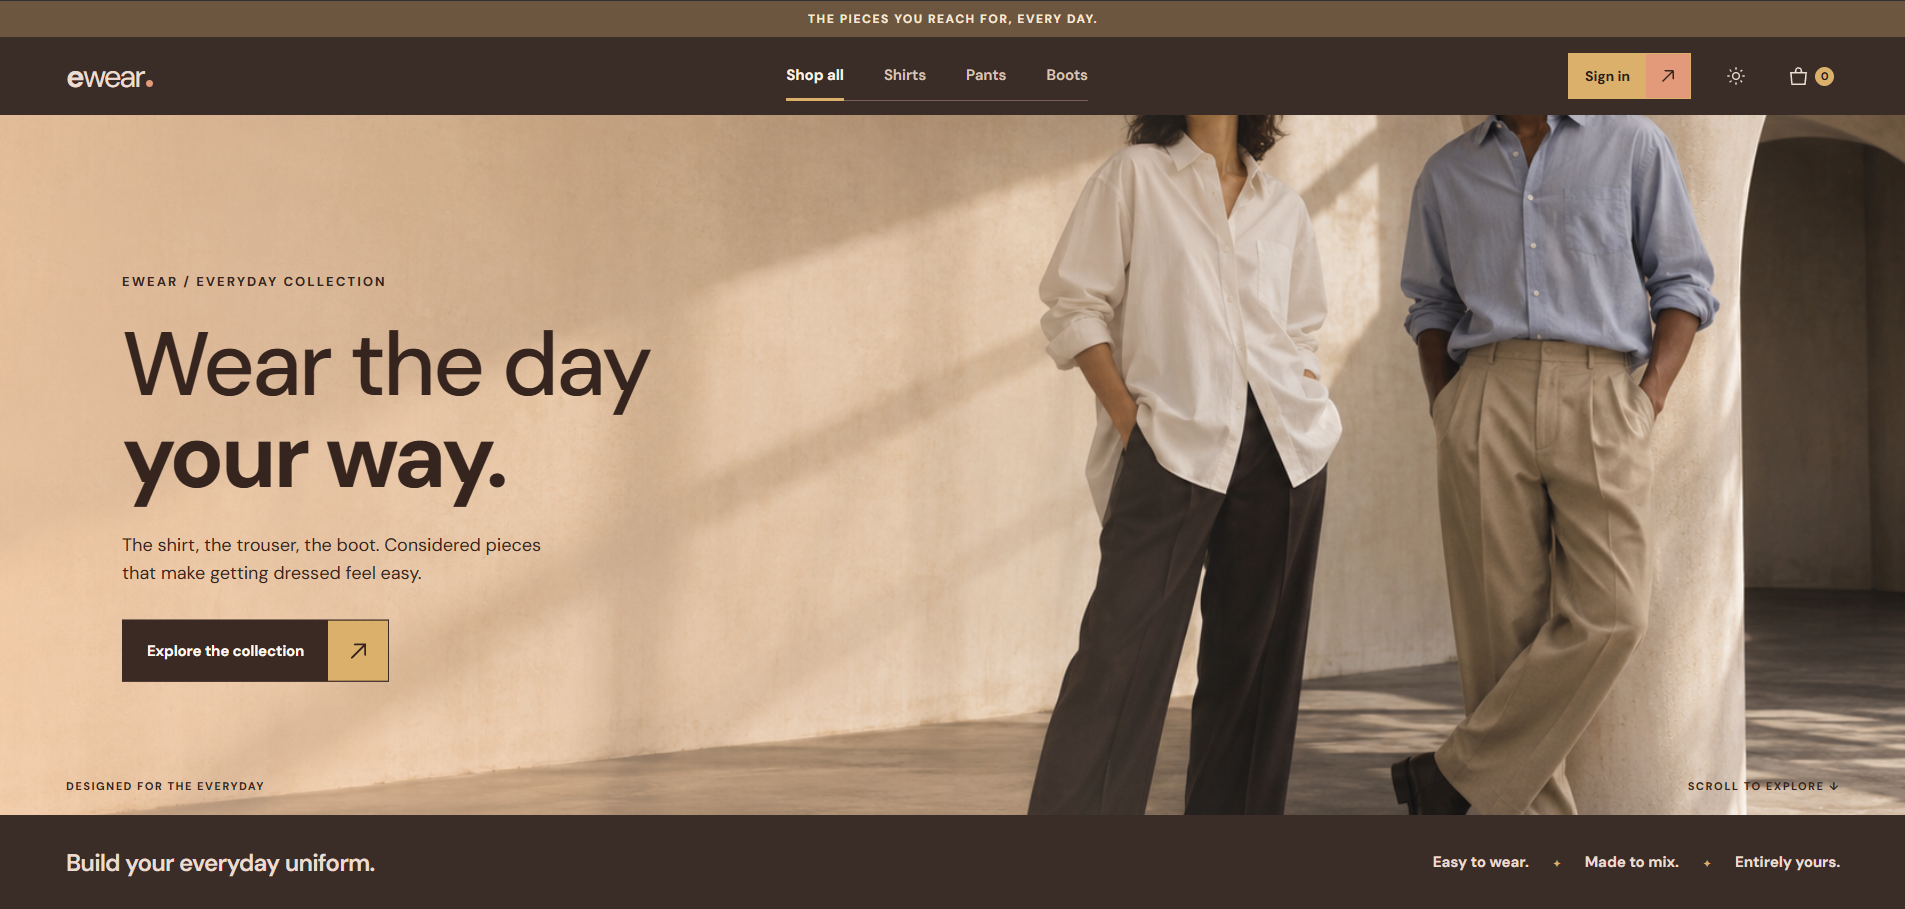 THE PIECES YOU REACH FOR, EVERY DAY.
ewear.
Shop all
Shirts
Pants
Boots
Sign in
0
EWEAR / EVERYDAY COLLECTION
Wear the day
your way.
The shirt, the trouser, the boot. Considered pieces
that make getting dressed feel easy.
Explore the collection
DESIGNED FOR THE EVERYDAY
SCROLL TO EXPLORE ↓
Build your everyday uniform.
Easy to wear. ✦ Made to mix. ✦ Entirely yours.